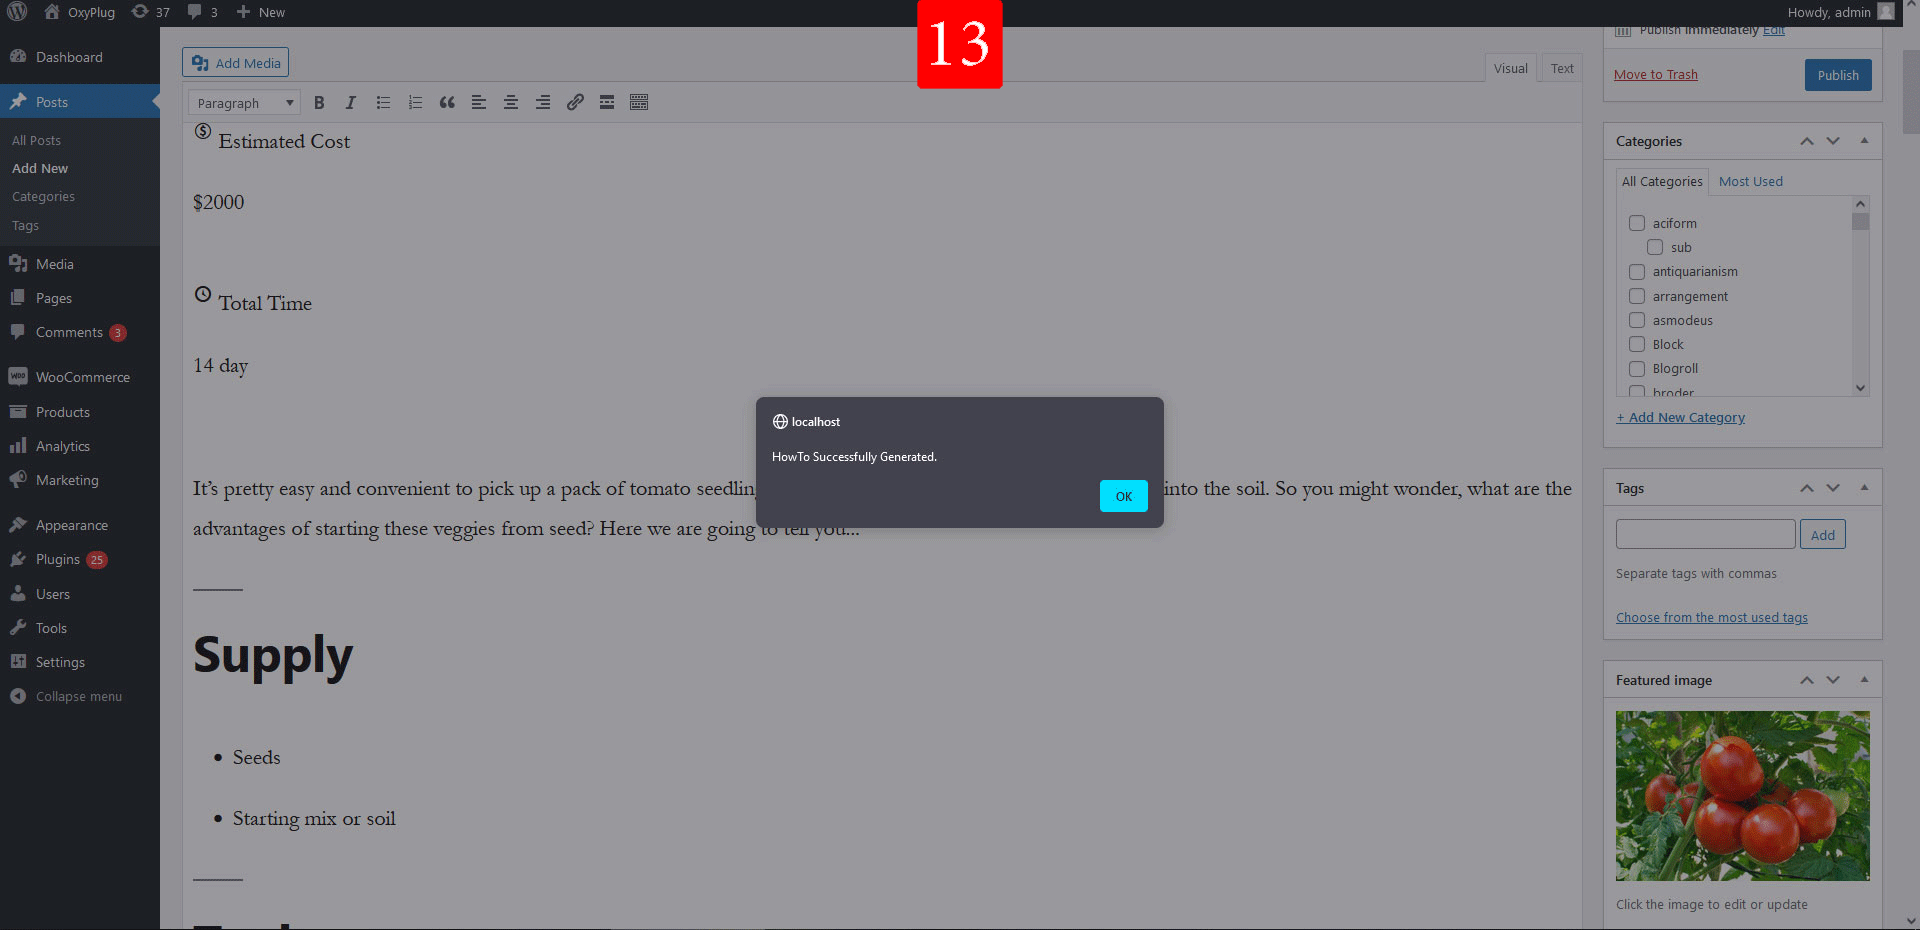 OxyPlug 37 3 New
Howdy, admin
13
Dashboard
Posts
All Posts
Add New
Categories
Tags
Media
Pages
Comments 3
WooCommerce
Products
Analytics
Marketing
Appearance
Plugins 25
Users
Tools
Settings
Collapse menu
Add Media
Visual Text
Paragraph
Estimated Cost
$2000
Total Time
14 day
It’s pretty easy and convenient to pick up a pack of tomato
into the soil. So you might wonder, what are the
advantages of starting these veggies from seed? Here we are going to tell you...
Supply
Seeds
Starting mix or soil
localhost
HowTo Successfully Generated.
OK
Publish immediately Edit
Move to Trash
Publish
Categories
All Categories Most Used
aciform
sub
antiquarianism
arrangement
asmodeus
Block
Blogroll
broder
+ Add New Category
Tags
Add
Separate tags with commas
Choose from the most used tags
Featured image
Click the image to edit or update